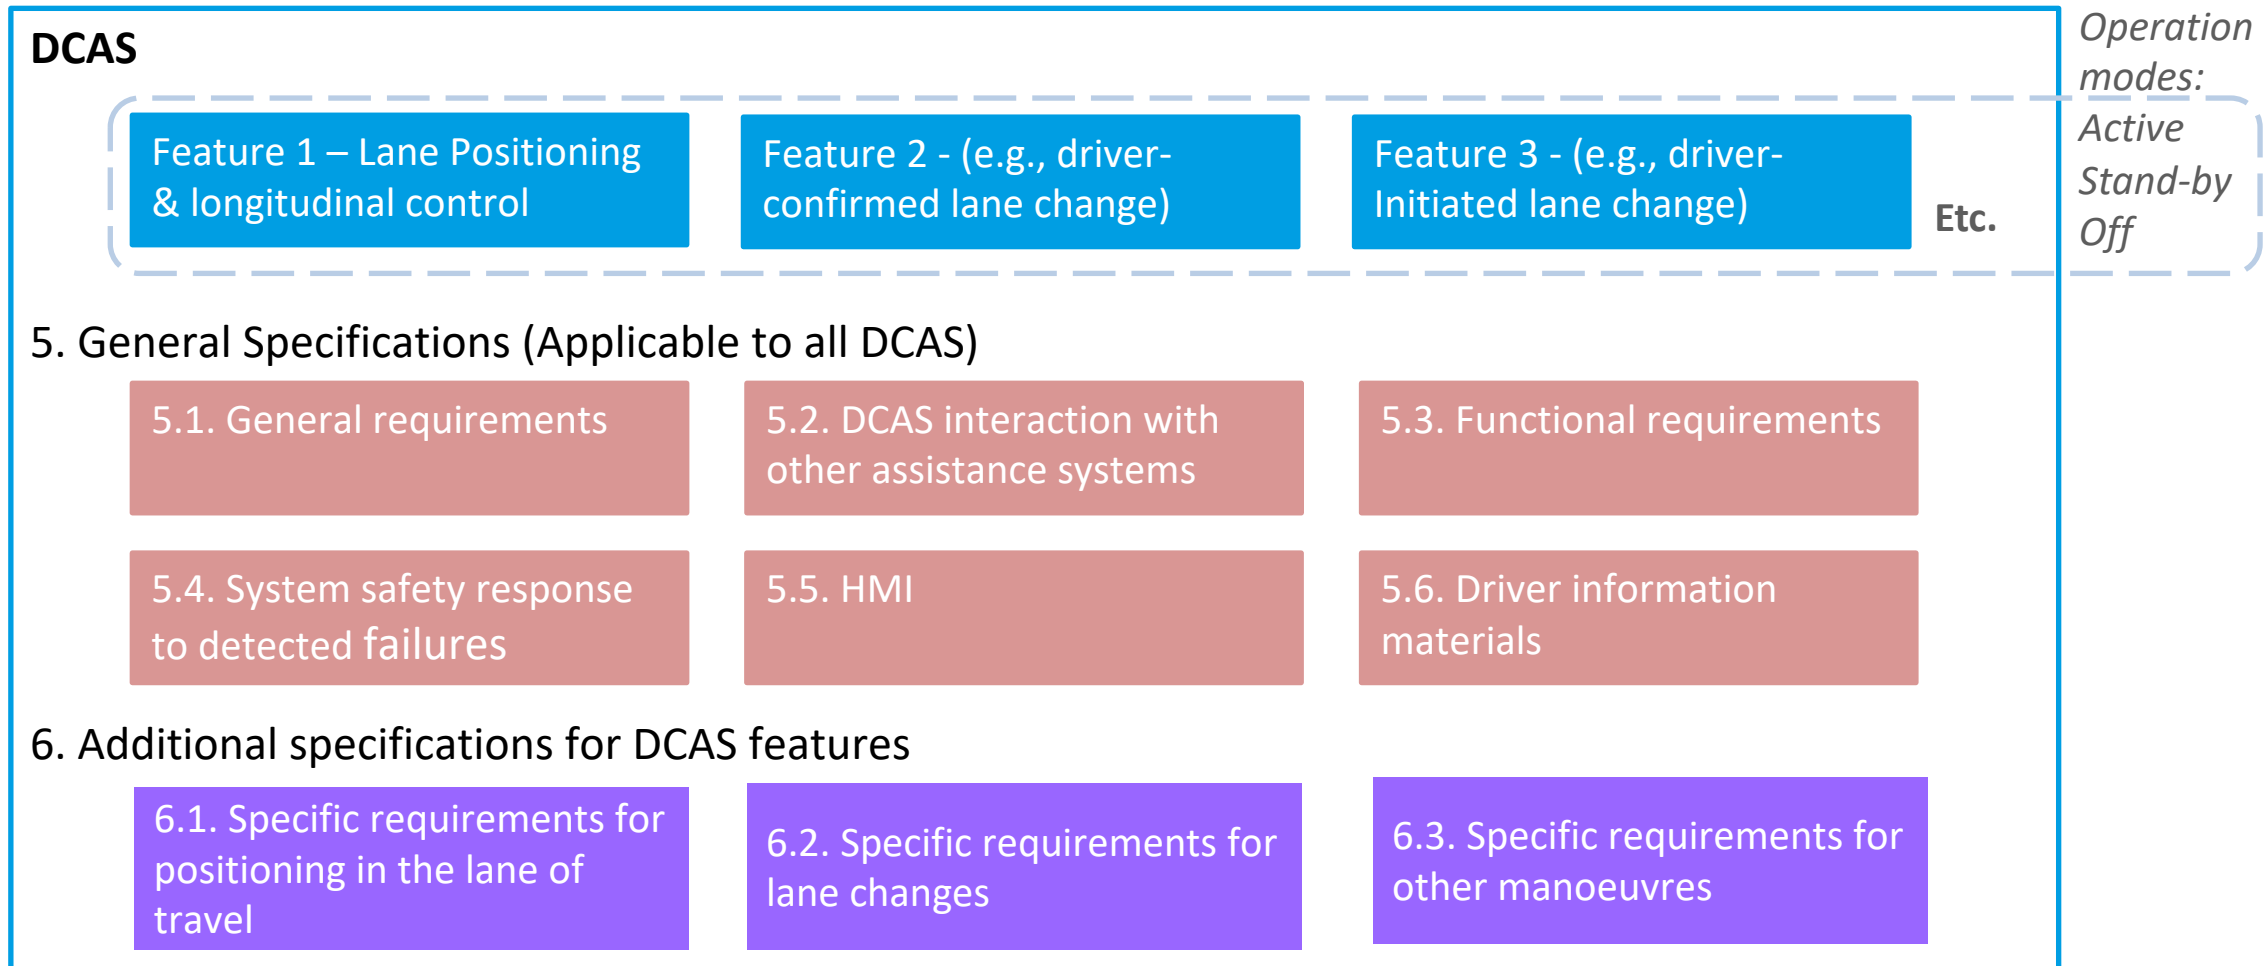 DCAS
Operation
modes:
Active
Stand-by
Off
Feature 1 – Lane Positioning
& longitudinal control
Feature 2 - (e.g., driver-
confirmed lane change)
Feature 3 - (e.g., driver-
Initiated lane change)
Etc.
5. General Specifications (Applicable to all DCAS)
5.1. General requirements
5.2. DCAS interaction with
other assistance systems
5.3. Functional requirements
5.4. System safety response
to detected failures
5.5. HMI
5.6. Driver information
materials
6. Additional specifications for DCAS features
6.1. Specific requirements for
positioning in the lane of
travel
6.2. Specific requirements for
lane changes
6.3. Specific requirements for
other manoeuvres